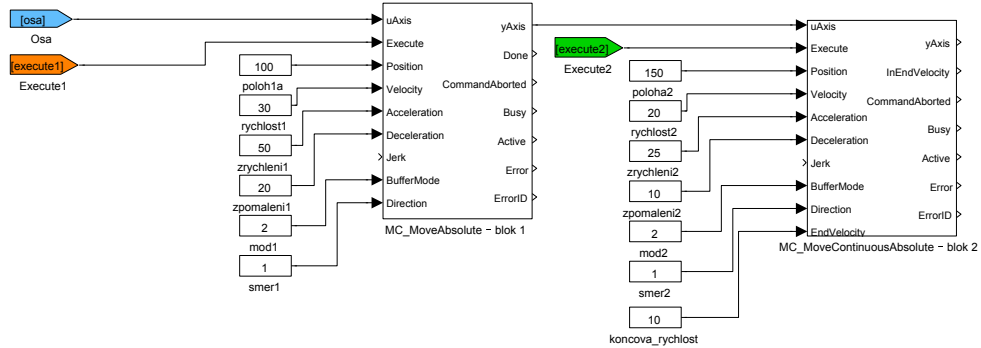 [osa]
Osa
[execute1]
Execute1
100
poloh1a
30
rychlost1
50
zrychleni1
20
zpomaleni1
2
mod1
1
smer1
uAxis
Execute
Position
Velocity
Acceleration
Deceleration
Jerk
BufferMode
Direction
yAxis
Done
CommandAborted
Busy
Active
Error
ErrorID
MC_MoveAbsolute − blok 1
[execute2]
Execute2
150
poloha2
20
rychlost2
25
zrychleni2
10
zpomaleni2
2
mod2
1
smer2
10
koncova_rychlost
uAxis
Execute
Position
Velocity
Acceleration
Deceleration
Jerk
BufferMode
Direction
EndVelocity
yAxis
InEndVelocity
CommandAborted
Busy
Active
Error
ErrorID
MC_MoveContinuousAbsolute − blok 2